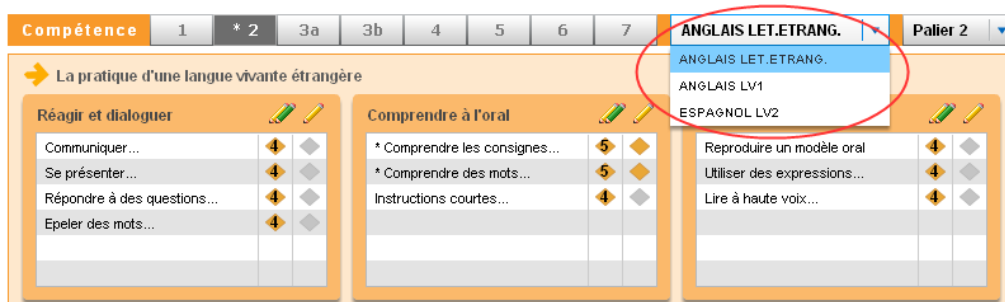 Compétence 1 * 2 3a 3b 4 5 6 7 ANGLAIS LET.ETRANG. Palier 2
ANGLAIS LET.ETRANG.
ANGLAIS LV1
ESPAGNOL LV2
La pratique d'une langue vivante étrangère
Réagir et dialoguer
Communiquer... 4
Se présenter... 4
Répondre à des questions... 4
Epeler des mots... 4
Comprendre à l'oral
* Comprendre les consignes... 5
* Comprendre des mots... 5
Instructions courtes... 4
Reproduire un modèle oral 4
Utiliser des expressions... 4
Lire à haute voix... 4